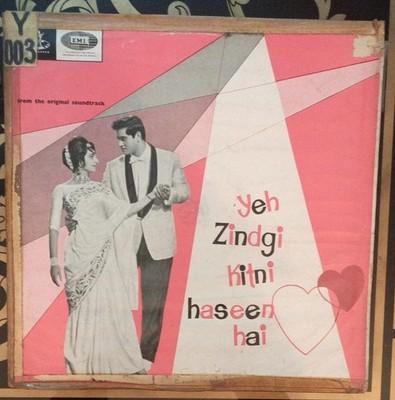 Y
003
EMI
from the original soundtrack
Yeh
Zindgi
Kitni
haseen
hai